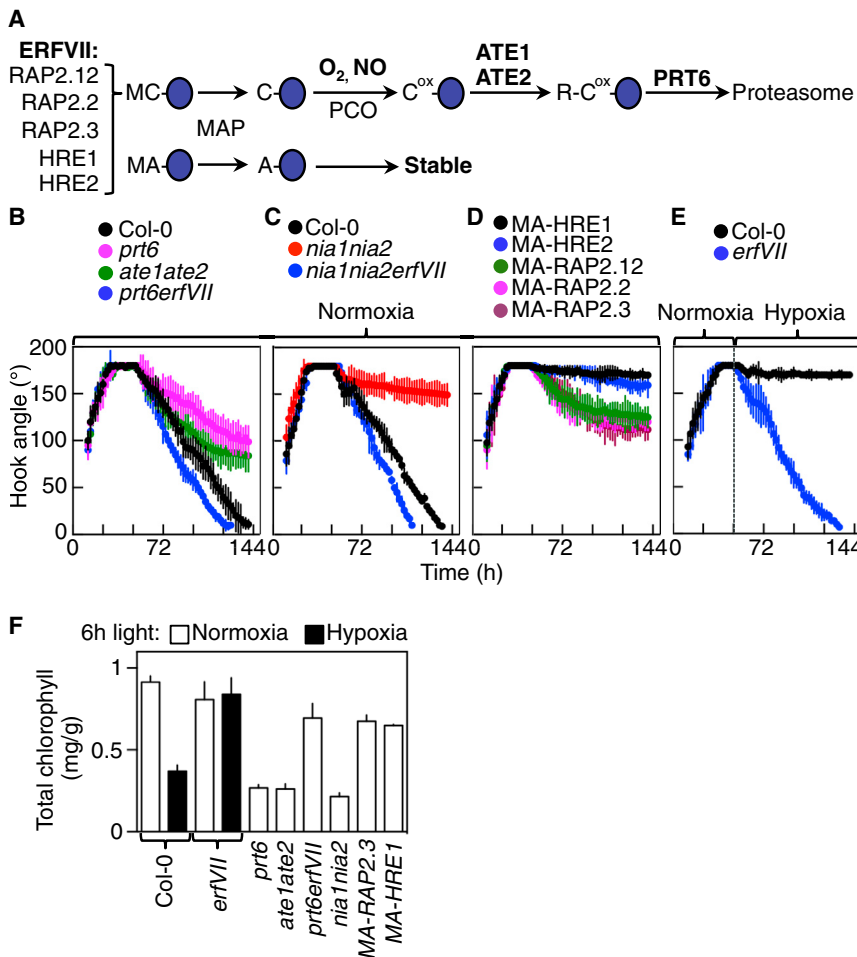 A
ERFVII:
RAP2.12
RAP2.2
RAP2.3
HRE1
HRE2
MC
MAP
C
O2, NO
PCO
Cox
ATE1
ATE2
R-Cox
PRT6
Proteasome
MA
A
Stable
B
Col-0
prt6
ate1ate2
prt6erfVII
C
Col-0
nia1nia2
nia1nia2erfVII
D
MA-HRE1
MA-HRE2
MA-RAP2.12
MA-RAP2.2
MA-RAP2.3
E
Col-0
erfVII
Normoxia
Normoxia Hypoxia
Hook angle (°)
200
150
100
50
0
0 72 144
0 72 144
0 72 144
0 72 144
Time (h)
F
6h light: Normoxia Hypoxia
Total chlorophyll
(mg/g)
1
0.5
0
Col-0
erfVII
prt6
ate1ate2
prt6erfVII
nia1nia2
MA-RAP2.3
MA-HRE1